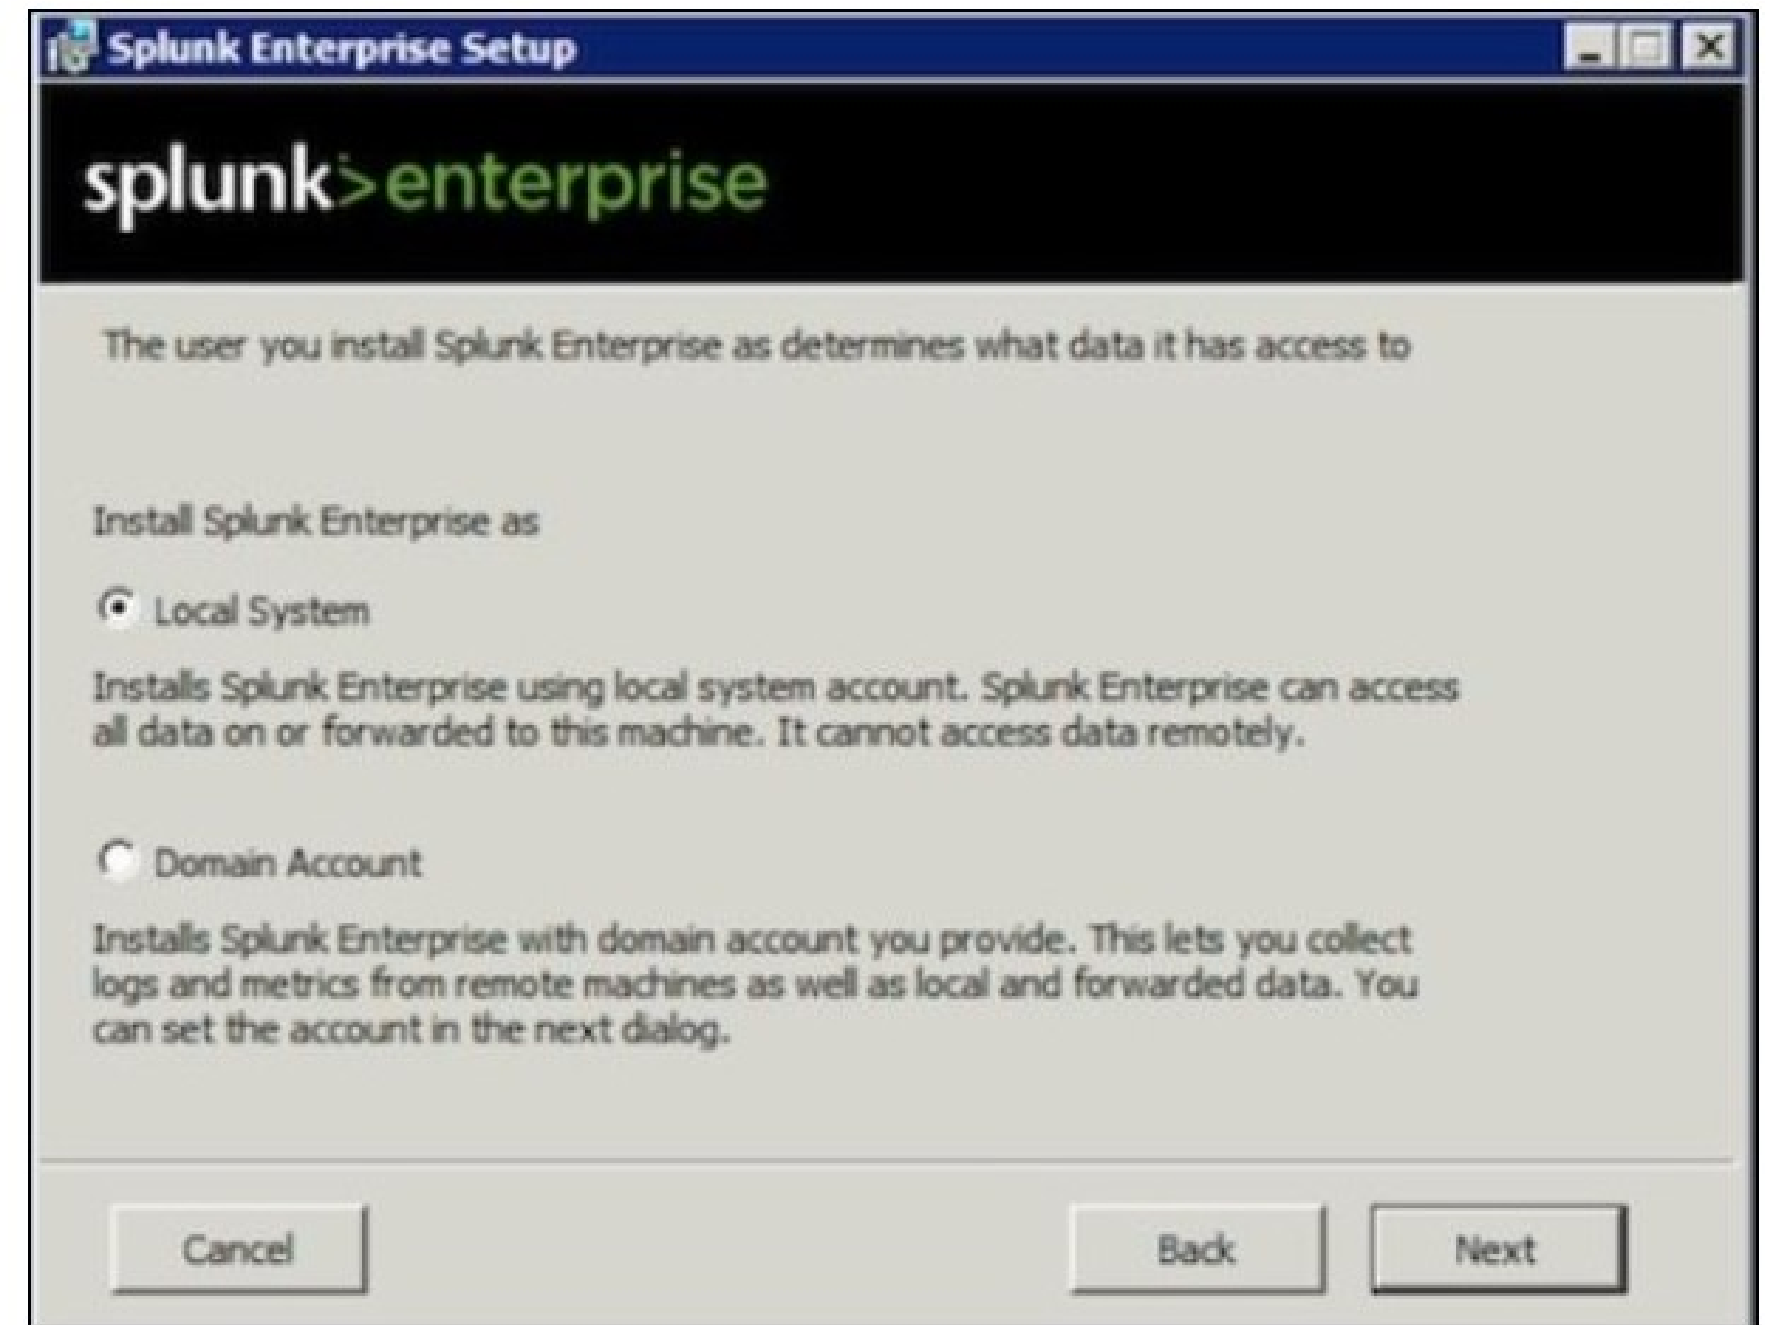 Splunk Enterprise Setup
splunk>enterprise
The user you install Splunk Enterprise as determines what data it has access to
Install Splunk Enterprise as
Local System
Installs Splunk Enterprise using local system account. Splunk Enterprise can access
all data on or forwarded to this machine. It cannot access data remotely.
Domain Account
Installs Splunk Enterprise with domain account you provide. This lets you collect
logs and metrics from remote machines as well as local and forwarded data. You
can set the account in the next dialog.
Cancel
Back
Next